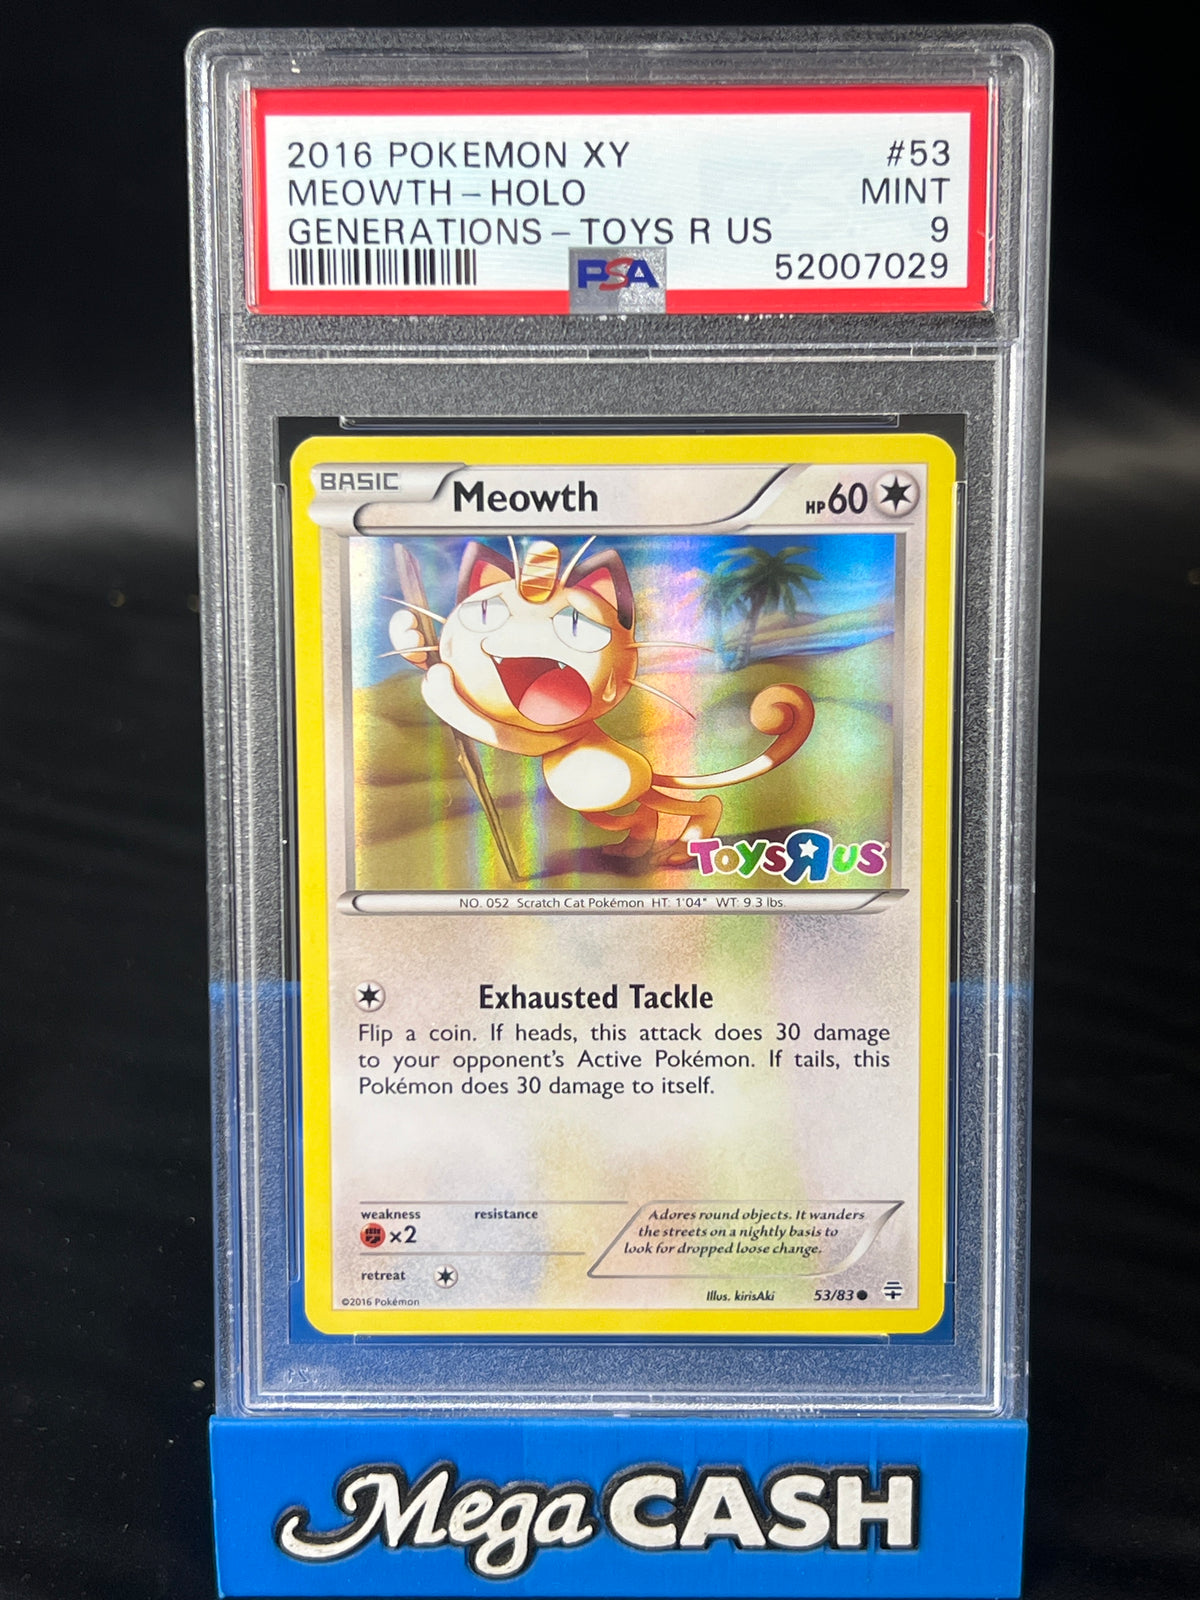 2016 POKEMON XY #53
MEOWTH - HOLO MINT
GENERATIONS - TOYS R US 9
PSA 52007029
BASIC Meowth HP60
ToysRus
NO. 052 Scratch Cat Pokémon HT: 1'04" WT: 9.3 lbs.
Exhausted Tackle
Flip a coin. If heads, this attack does 30 damage
to your opponent's Active Pokémon. If tails, this
Pokémon does 30 damage to itself.
weakness resistance
×2
Adores round objects. It wanders
the streets on a nightly basis to
look for dropped loose change.
retreat
©2016 Pokémon Illus. kirisAki 53/83
Mega CASH